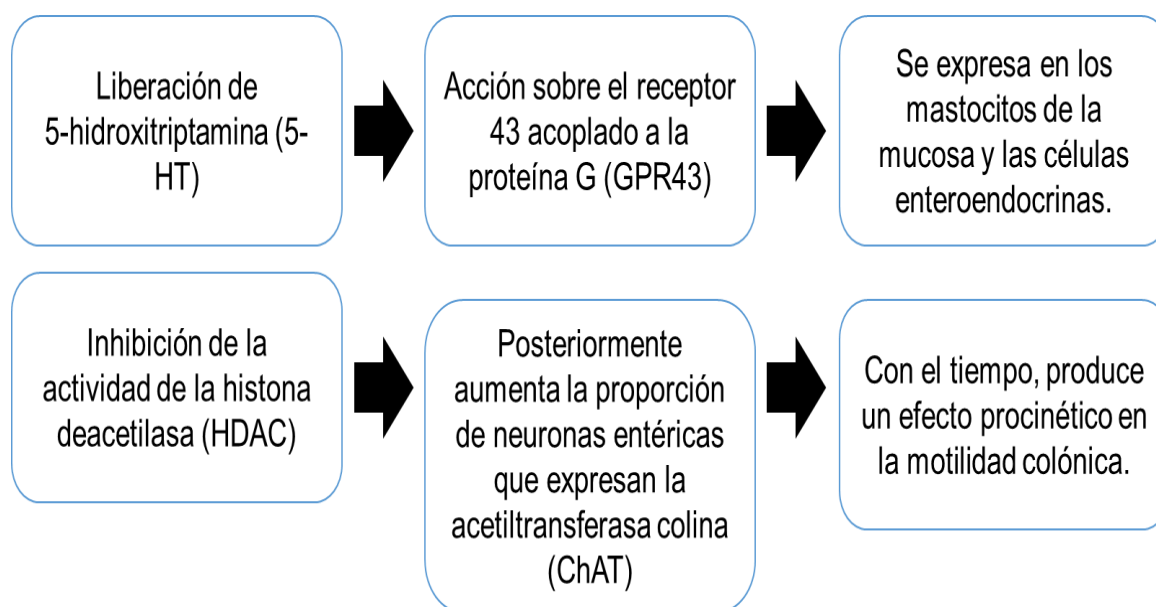 Liberación de
5-hidroxitriptamina (5-
HT)
Acción sobre el receptor
43 acoplado a la
proteína G (GPR43)
Se expresa en los
mastocitos de la
mucosa y las células
enteroendocrinas.
Inhibición de la
actividad de la histona
deacetilasa (HDAC)
Posteriormente
aumenta la proporción
de neuronas entéricas
que expresan la
acetiltransferasa colina
(ChAT)
Con el tiempo, produce
un efecto procinético en
la motilidad colónica.